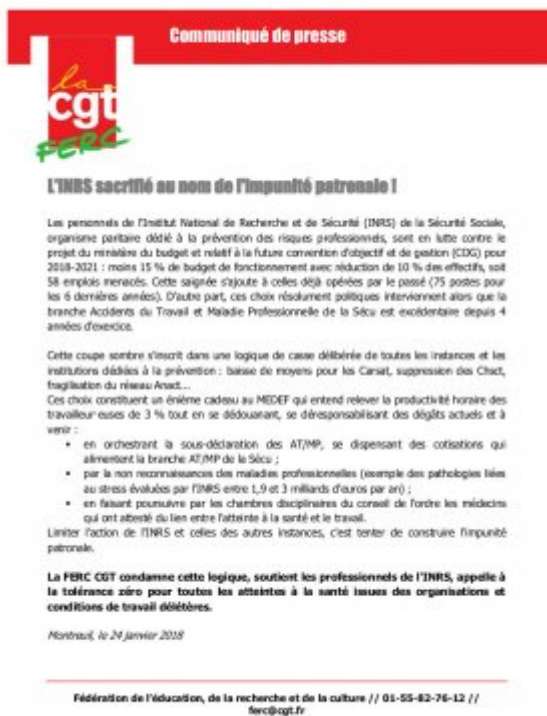 Communiqué de presse
la
cgt
FERC
L'INRS sacrifié au nom de l'impunité patronale !
Les personnels de l'Institut National de Recherche et de Sécurité (INRS) de la Sécurité Sociale,
organisme paritaire dédié à la prévention des risques professionnels, sont en lutte contre le
projet du ministère du budget et relatif à la future convention d'objectif et de gestion (COG) pour
2018-2021 : moins 15 % de budget de fonctionnement avec réduction de 10 % des effectifs, soit
58 emplois menacés. Cette saignée s'ajoute à celles déjà opérées par le passé (75 postes pour
les 6 dernières années). D'autre part, ces choix résolument politiques interviennent alors que la
branche Accidents du Travail et Maladie Professionnelle de la Sécu est excédentaire depuis 4
années d'exercice.
Cette coupe sombre s'inscrit dans une logique de casse délibérée de toutes les instances et les
institutions dédiées à la prévention : baisse de moyens pour les Carsat, suppression des Chsct,
fragilisation du réseau Anact...
Ces choix constituent un énième cadeau au MEDEF qui entend relever la productivité horaire des
travailleur·euses de 3 % tout en se dédouanant, se déresponsabilisant des dégâts actuels et à
venir :
• en orchestrant la sous-déclaration des AT/MP, se dispensant des cotisations qui
alimentent la branche AT/MP de la Sécu ;
• par la non reconnaissances des maladies professionnelles (exemple des pathologies liées
au stress évaluées par l'INRS entre 1,9 et 3 milliards d'euros par an) ;
• en faisant poursuivre par les chambres disciplinaires du conseil de l'ordre les médecins
qui ont attesté du lien entre l'atteinte à la santé et le travail.
Limiter l'action de l'INRS et celles des autres instances, c'est tenter de construire l'impunité
patronale.
La FERC CGT condamne cette logique, soutient les professionnels de l'INRS, appelle à
la tolérance zéro pour toutes les atteintes à la santé issues des organisations et
conditions de travail délétères.
Montreuil, le 24 janvier 2018
Fédération de l'éducation, de la recherche et de la culture // 01-55-82-76-12 //
ferc@cgt.fr